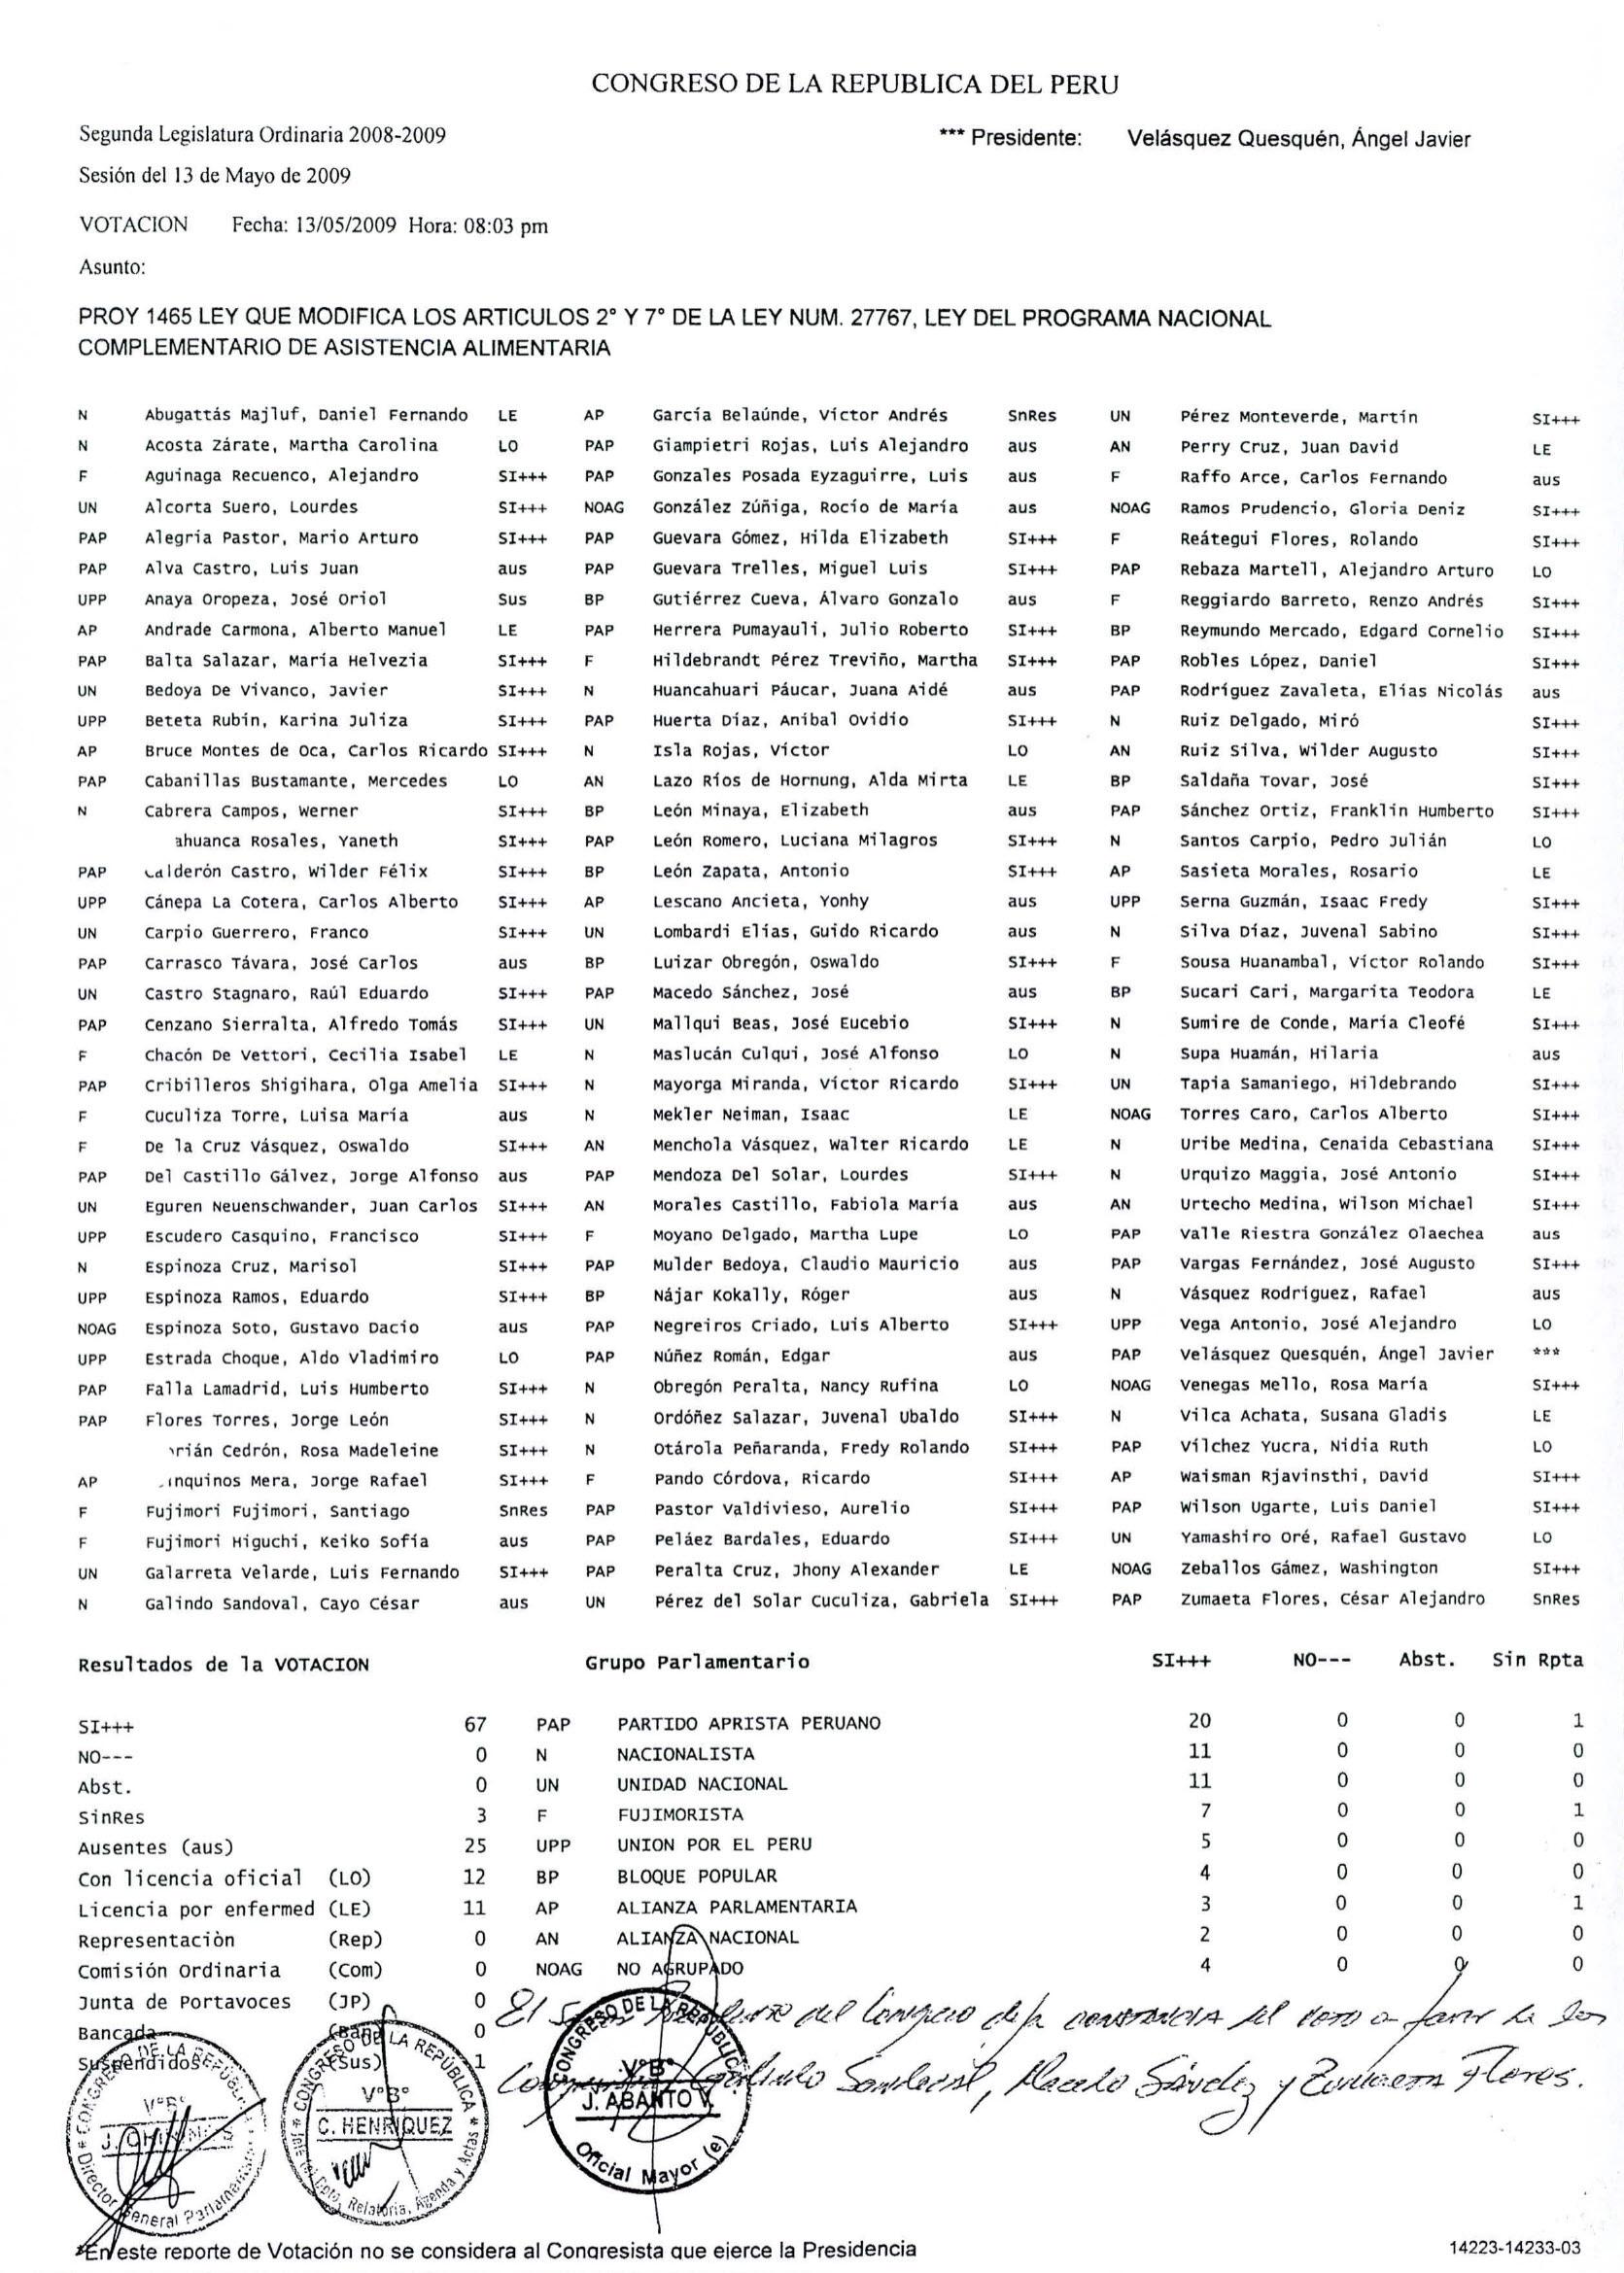 CONGRESO DE LA REPUBLICA DEL PERU
Segunda Legislatura Ordinaria 2008-2009 *** Presidente: Velásquez Quesquén, Ángel Javier
Sesión del 13 de Mayo de 2009
VOTACION Fecha: 13/05/2009 Hora: 08:03 pm
Asunto:
PROY 1465 LEY QUE MODIFICA LOS ARTICULOS 2° Y 7° DE LA LEY NUM. 27767, LEY DEL PROGRAMA NACIONAL
COMPLEMENTARIO DE ASISTENCIA ALIMENTARIA
N Abugattás Majluf, Daniel Fernando LE AP García Belaúnde, Víctor Andrés SnRes UN Pérez Monteverde, Martín SI+++
N Acosta Zárate, Martha Carolina LO PAP Giampietri Rojas, Luis Alejandro aus AN Perry Cruz, Juan David LE
F Aguinaga Recuenco, Alejandro SI+++ PAP Gonzales Posada Eyzaguirre, Luis aus F Raffo Arce, Carlos Fernando aus
UN Alcorta Suero, Lourdes SI+++ NOAG González Zúñiga, Rocío de María aus NOAG Ramos Prudencio, Gloria Deniz SI+++
PAP Alegría Pastor, Mario Arturo SI+++ PAP Guevara Gómez, Hilda Elizabeth SI+++ F Reátegui Flores, Rolando SI+++
PAP Alva Castro, Luis Juan aus PAP Guevara Trelles, Miguel Luis SI+++ PAP Rebaza Martell, Alejandro Arturo LO
UPP Anaya Oropeza, José Oriol Sus BP Gutiérrez Cueva, Álvaro Gonzalo aus F Reggiardo Barreto, Renzo Andrés SI+++
AP Andrade Carmona, Alberto Manuel LE PAP Herrera Pumayauli, Julio Roberto SI+++ BP Reymundo Mercado, Edgard Cornelio SI+++
PAP Balta Salazar, María Helvezia SI+++ F Hildebrandt Pérez Treviño, Martha SI+++ PAP Robles López, Daniel SI+++
UN Bedoya De Vivanco, Javier SI+++ N Huancahuari Páucar, Juana Aidé aus PAP Rodríguez Zavaleta, Elías Nicolás aus
UPP Beteta Rubín, Karina Juliza SI+++ PAP Huerta Díaz, Aníbal Ovidio SI+++ N Ruiz Delgado, Miró SI+++
AP Bruce Montes de Oca, Carlos Ricardo SI+++ N Isla Rojas, Víctor LO AN Ruiz Silva, Wilder Augusto SI+++
PAP Cabanillas Bustamante, Mercedes LO AN Lazo Ríos de Hornung, Alda Mirta LE BP Saldaña Tovar, José SI+++
N Cabrera Campos, Werner SI+++ BP León Minaya, Elizabeth aus PAP Sánchez Ortiz, Franklin Humberto SI+++
ahuanca Rosales, Yaneth SI+++ PAP León Romero, Luciana Milagros SI+++ N Santos Carpio, Pedro Julián LO
PAP Calderón Castro, Wilder Félix SI+++ BP León Zapata, Antonio SI+++ AP Sasieta Morales, Rosario LE
UPP Cánepa La Cotera, Carlos Alberto SI+++ AP Lescano Ancieta, Yonhy aus UPP Serna Guzmán, Isaac Fredy SI+++
UN Carpio Guerrero, Franco SI+++ UN Lombardi Elías, Guido Ricardo aus N Silva Díaz, Juvenal Sabino SI+++
PAP Carrasco Távara, José Carlos aus BP Luizar Obregón, Oswaldo SI+++ F Sousa Huanambal, Víctor Rolando SI+++
UN Castro Stagnaro, Raúl Eduardo SI+++ PAP Macedo Sánchez, José aus BP Sucari Cari, Margarita Teodora LE
PAP Cenzano Sierralta, Alfredo Tomás SI+++ UN Mallqui Beas, José Eucebio SI+++ N Sumire de Conde, María Cleofé SI+++
F Chacón De Vettori, Cecilia Isabel LE N Maslucán Culqui, José Alfonso LO N Supa Huamán, Hilaria aus
PAP Cribilleros Shigihara, Olga Amelia SI+++ N Mayorga Miranda, Víctor Ricardo SI+++ UN Tapia Samaniego, Hildebrando SI+++
F Cuculiza Torre, Luisa María aus N Mekler Neiman, Isaac LE NOAG Torres Caro, Carlos Alberto SI+++
F De la Cruz Vásquez, Oswaldo SI+++ AN Menchola Vásquez, Walter Ricardo LE N Uribe Medina, Cenaida Cebastiana SI+++
PAP Del Castillo Gálvez, Jorge Alfonso aus PAP Mendoza Del Solar, Lourdes SI+++ N Urquizo Maggia, José Antonio SI+++
UN Eguren Neuenschwander, Juan Carlos SI+++ AN Morales Castillo, Fabiola María aus AN Urtecho Medina, Wilson Michael SI+++
UPP Escudero Casquino, Francisco SI+++ F Moyano Delgado, Martha Lupe LO PAP Valle Riestra González Olaechea aus
N Espinoza Cruz, Marisol SI+++ PAP Mulder Bedoya, Claudio Mauricio aus PAP Vargas Fernández, José Augusto SI+++
UPP Espinoza Ramos, Eduardo SI+++ BP Nájar Kokally, Róger aus N Vásquez Rodríguez, Rafael aus
NOAG Espinoza Soto, Gustavo Dacio aus PAP Negreiros Criado, Luis Alberto SI+++ UPP Vega Antonio, José Alejandro LO
UPP Estrada Choque, Aldo Vladimiro LO PAP Núñez Román, Edgar aus PAP Velásquez Quesquén, Ángel Javier ***
PAP Falla Lamadrid, Luis Humberto SI+++ N Obregón Peralta, Nancy Rufina LO NOAG Venegas Mello, Rosa María SI+++
PAP Flores Torres, Jorge León SI+++ N Ordóñez Salazar, Juvenal Ubaldo SI+++ N Vilca Achata, Susana Gladis LE
rián Cedrón, Rosa Madeleine SI+++ N Otárola Peñaranda, Fredy Rolando SI+++ PAP Vílchez Yucra, Nidia Ruth LO
AP inquinos Mera, Jorge Rafael SI+++ F Pando Córdova, Ricardo SI+++ AP Waisman Rjavinsthi, David SI+++
F Fujimori Fujimori, Santiago SnRes PAP Pastor Valdivieso, Aurelio SI+++ PAP Wilson Ugarte, Luis Daniel SI+++
F Fujimori Higuchi, Keiko Sofía aus PAP Peláez Bardales, Eduardo SI+++ UN Yamashiro Oré, Rafael Gustavo LO
UN Galarreta Velarde, Luis Fernando SI+++ PAP Peralta Cruz, Jhony Alexander LE NOAG Zeballos Gámez, Washington SI+++
N Galindo Sandoval, Cayo César aus UN Pérez del Solar Cuculiza, Gabriela SI+++ PAP Zumaeta Flores, César Alejandro SnRes
Resultados de la VOTACION Grupo Parlamentario SI+++ NO--- Abst. Sin Rpta
SI+++ 67 PAP PARTIDO APRISTA PERUANO 20 0 0 1
NO--- 0 N NACIONALISTA 11 0 0 0
Abst. 0 UN UNIDAD NACIONAL 11 0 0 0
SinRes 3 F FUJIMORISTA 7 0 0 1
Ausentes (aus) 25 UPP UNION POR EL PERU 5 0 0 0
Con licencia oficial (LO) 12 BP BLOQUE POPULAR 4 0 0 0
Licencia por enfermed (LE) 11 AP ALIANZA PARLAMENTARIA 3 0 0 1
Representaciòn (Rep) 0 AN ALIANZA NACIONAL 2 0 0 0
Comisión Ordinaria (Com) 0 NOAG NO AGRUPADO 4 0 0 0
Junta de Portavoces (JP) 0
Bancada (Ban) 0
Suspendidos (Sus) 1
El del Congreso deja constancia del voto a favor de los
Galindo Sandoval, Macedo Sánchez y Zumaeta Flores.
CONGRESO DE LA REPÚBLICA
V°B°
Director General Parlamentario
CONGRESO DE LA REPÚBLICA
V°B°
C. HENRIQUEZ
Jefe del Dpto. Relatoría, Agenda y Actas
CONGRESO DE LA REPUBLICA
V°B°
J. ABANTO V.
Oficial Mayor (e)
*En este reporte de Votación no se considera al Congresista que ejerce la Presidencia 14223-14233-03